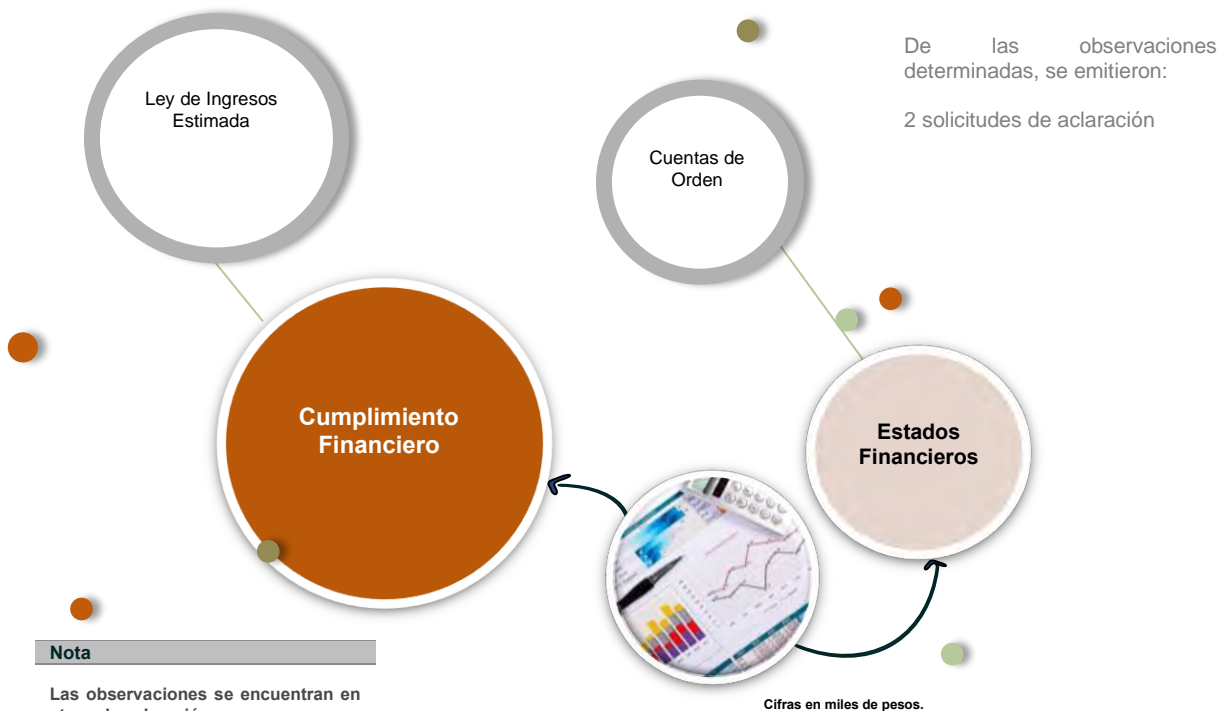 Ley de Ingresos
Estimada
Cuentas de
Orden
De las observaciones
determinadas, se emitieron:
2 solicitudes de aclaración
Cumplimiento
Financiero
Estados
Financieros
Nota
Las observaciones se encuentran en
Cifras en miles de pesos.